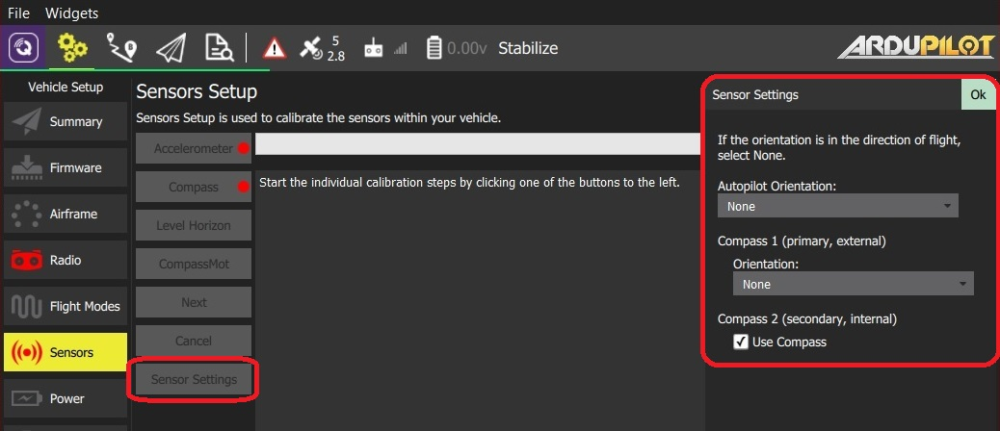 File Widgets
5
2.8
0.00v Stabilize
ARDUPILOT
Vehicle Setup
Summary
Firmware
Airframe
Radio
Flight Modes
Sensors
Power
Sensors Setup
Sensors Setup is used to calibrate the sensors within your vehicle.
Accelerometer
Compass
Level Horizon
CompassMot
Next
Cancel
Sensor Settings
Start the individual calibration steps by clicking one of the buttons to the left.
Sensor Settings Ok
If the orientation is in the direction of flight,
select None.
Autopilot Orientation:
None
Compass 1 (primary, external)
Orientation:
None
Compass 2 (secondary, internal)
Use Compass